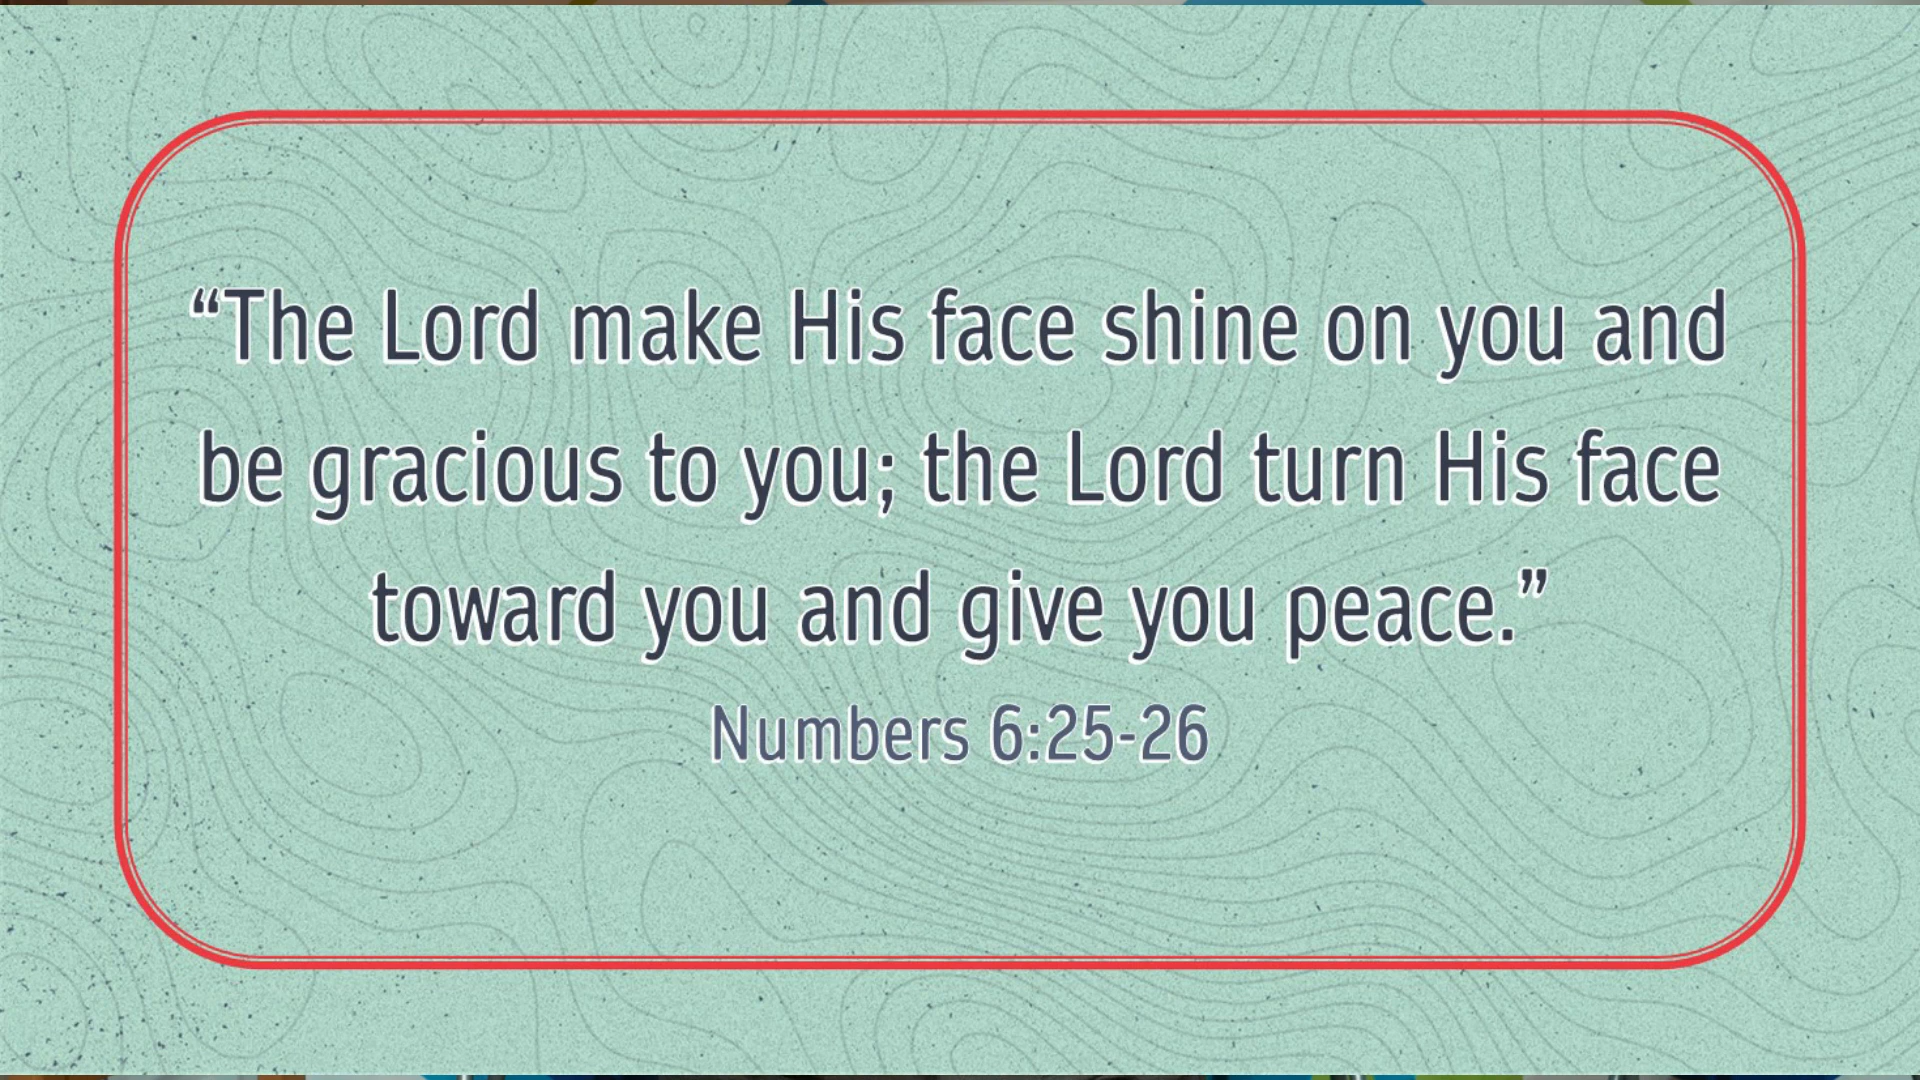 “The Lord make His face shine on you and
be gracious to you; the Lord turn His face
toward you and give you peace.”
Numbers 6:25-26